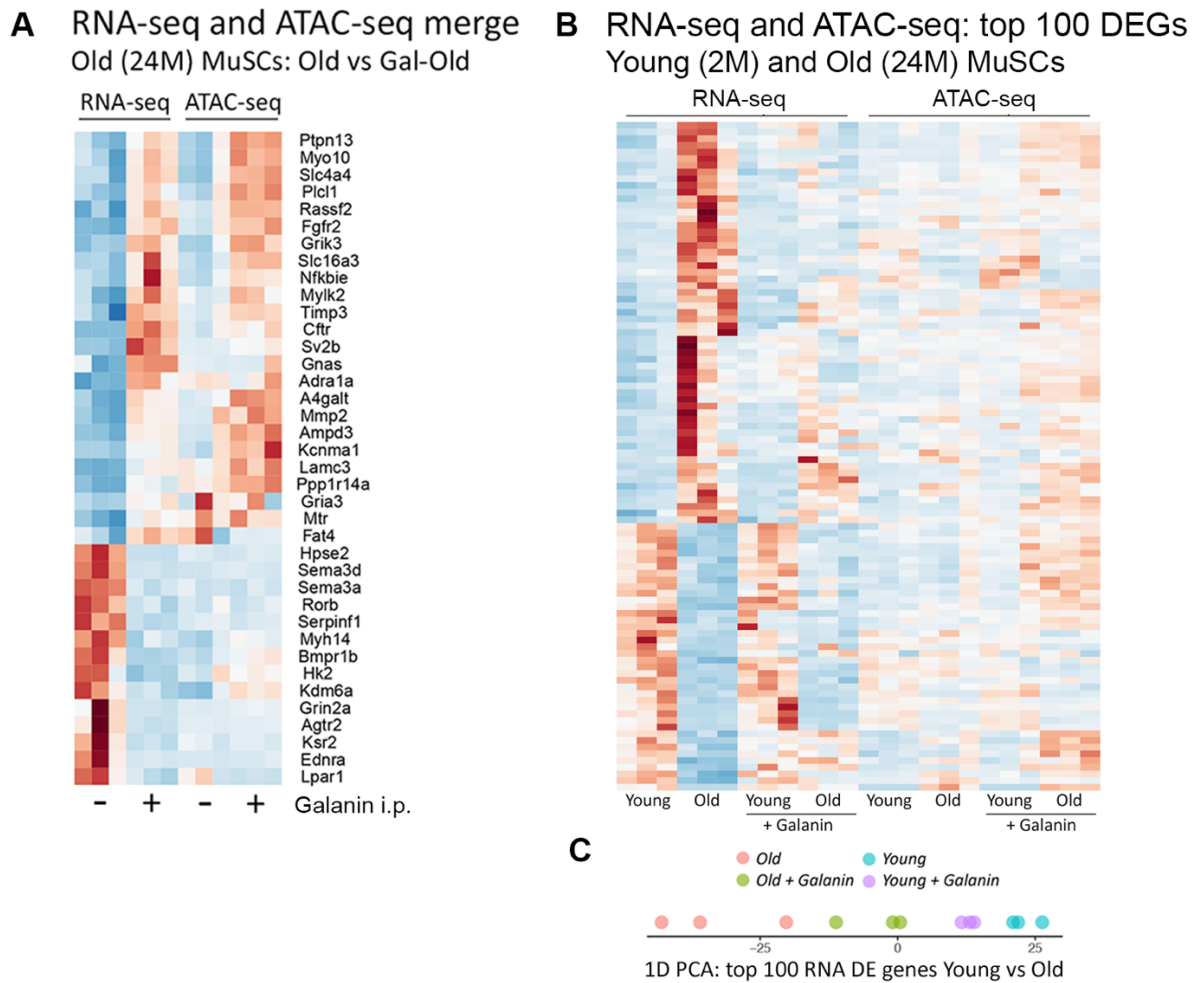 A
RNA-seq and ATAC-seq merge
Old (24M) MuSCs: Old vs Gal-Old
RNA-seq ATAC-seq
Ptpn13
Myo10
Slc4a4
Plcl1
Rassf2
Fgfr2
Grik3
Slc16a3
Nfkbie
Mylk2
Timp3
Cftr
Sv2b
Gnas
Adra1a
A4galt
Mmp2
Ampd3
Kcnma1
Lamc3
Ppp1r14a
Gria3
Mtr
Fat4
Hpse2
Sema3d
Sema3a
Rorb
Serpinf1
Myh14
Bmpr1b
Hk2
Kdm6a
Grin2a
Agtr2
Ksr2
Ednra
Lpar1
- + - + Galanin i.p.
B
RNA-seq and ATAC-seq: top 100 DEGs
Young (2M) and Old (24M) MuSCs
RNA-seq ATAC-seq
Young Old Young Old Young Old Young Old
+ Galanin + Galanin
C
Old Young
Old + Galanin Young + Galanin
-25 0 25
1D PCA: top 100 RNA DE genes Young vs Old